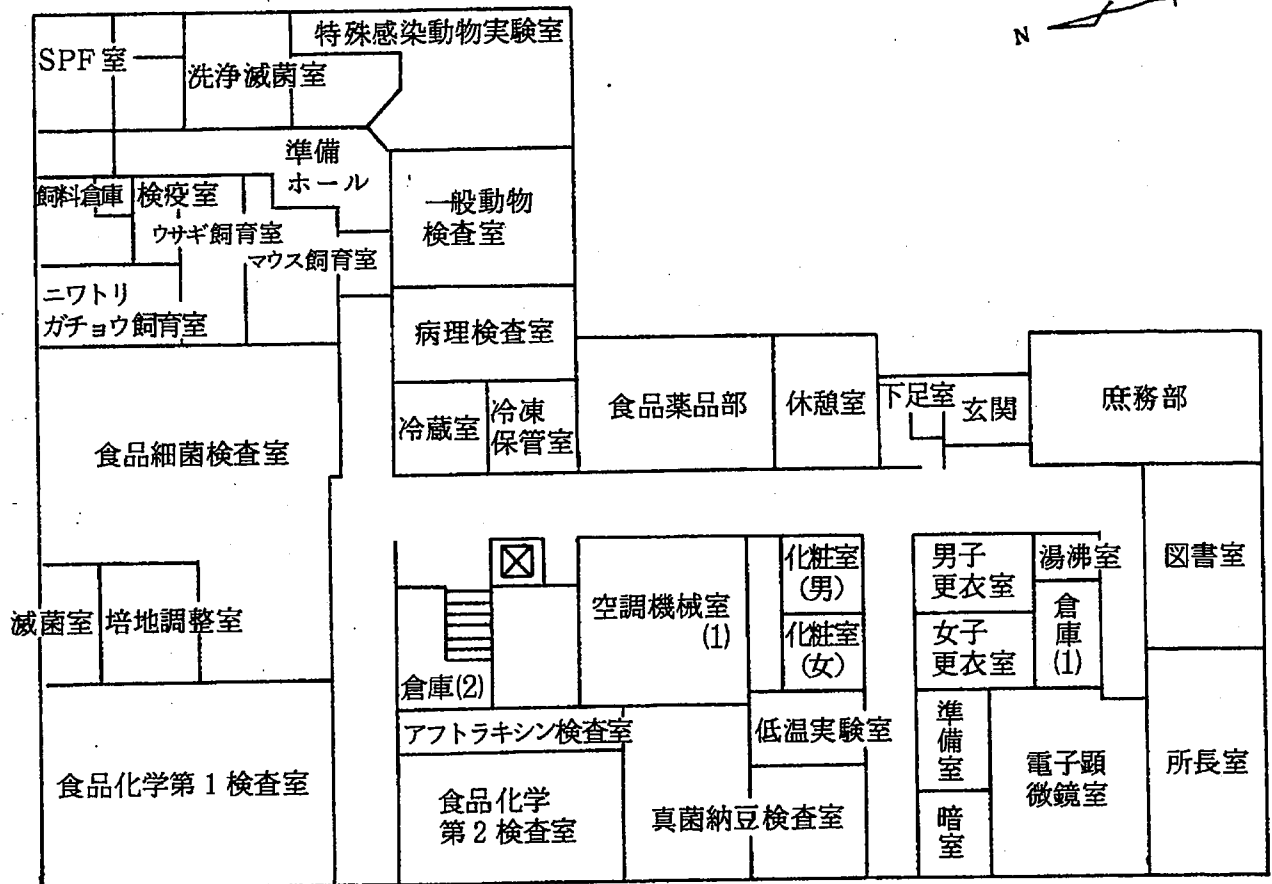 N
特殊感染動物実験室
SPF室
洗浄滅菌室
準備
ホール
飼料倉庫
検疫室
ウサギ飼育室
マウス飼育室
一般動物
検査室
ニワトリ
ガチョウ飼育室
病理検査室
冷蔵室
冷凍
保管室
食品薬品部
休憩室
下足室
玄関
庶務部
食品細菌検査室
滅菌室
培地調整室
倉庫(2)
空調機械室
(1)
化粧室
(男)
化粧室
(女)
男子
更衣室
女子
更衣室
湯沸室
倉庫
(1)
図書室
アフトラキシン検査室
低温実験室
準備室
電子顕
微鏡室
所長室
食品化学第1検査室
食品化学
第2検査室
真菌納豆検査室
暗室